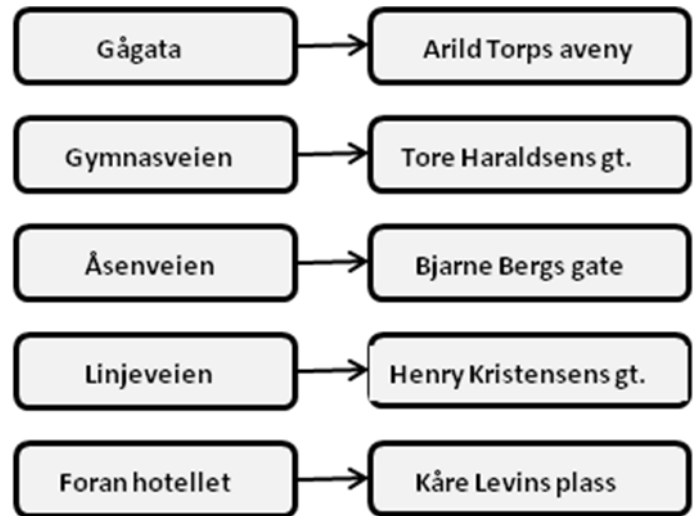 Gågata
Arild Torps aveny
Gymnasveien
Tore Haraldsens gt.
Åsenveien
Bjarne Bergs gate
Linjeveien
Henry Kristensens gt.
Foran hotellet
Kåre Levins plass